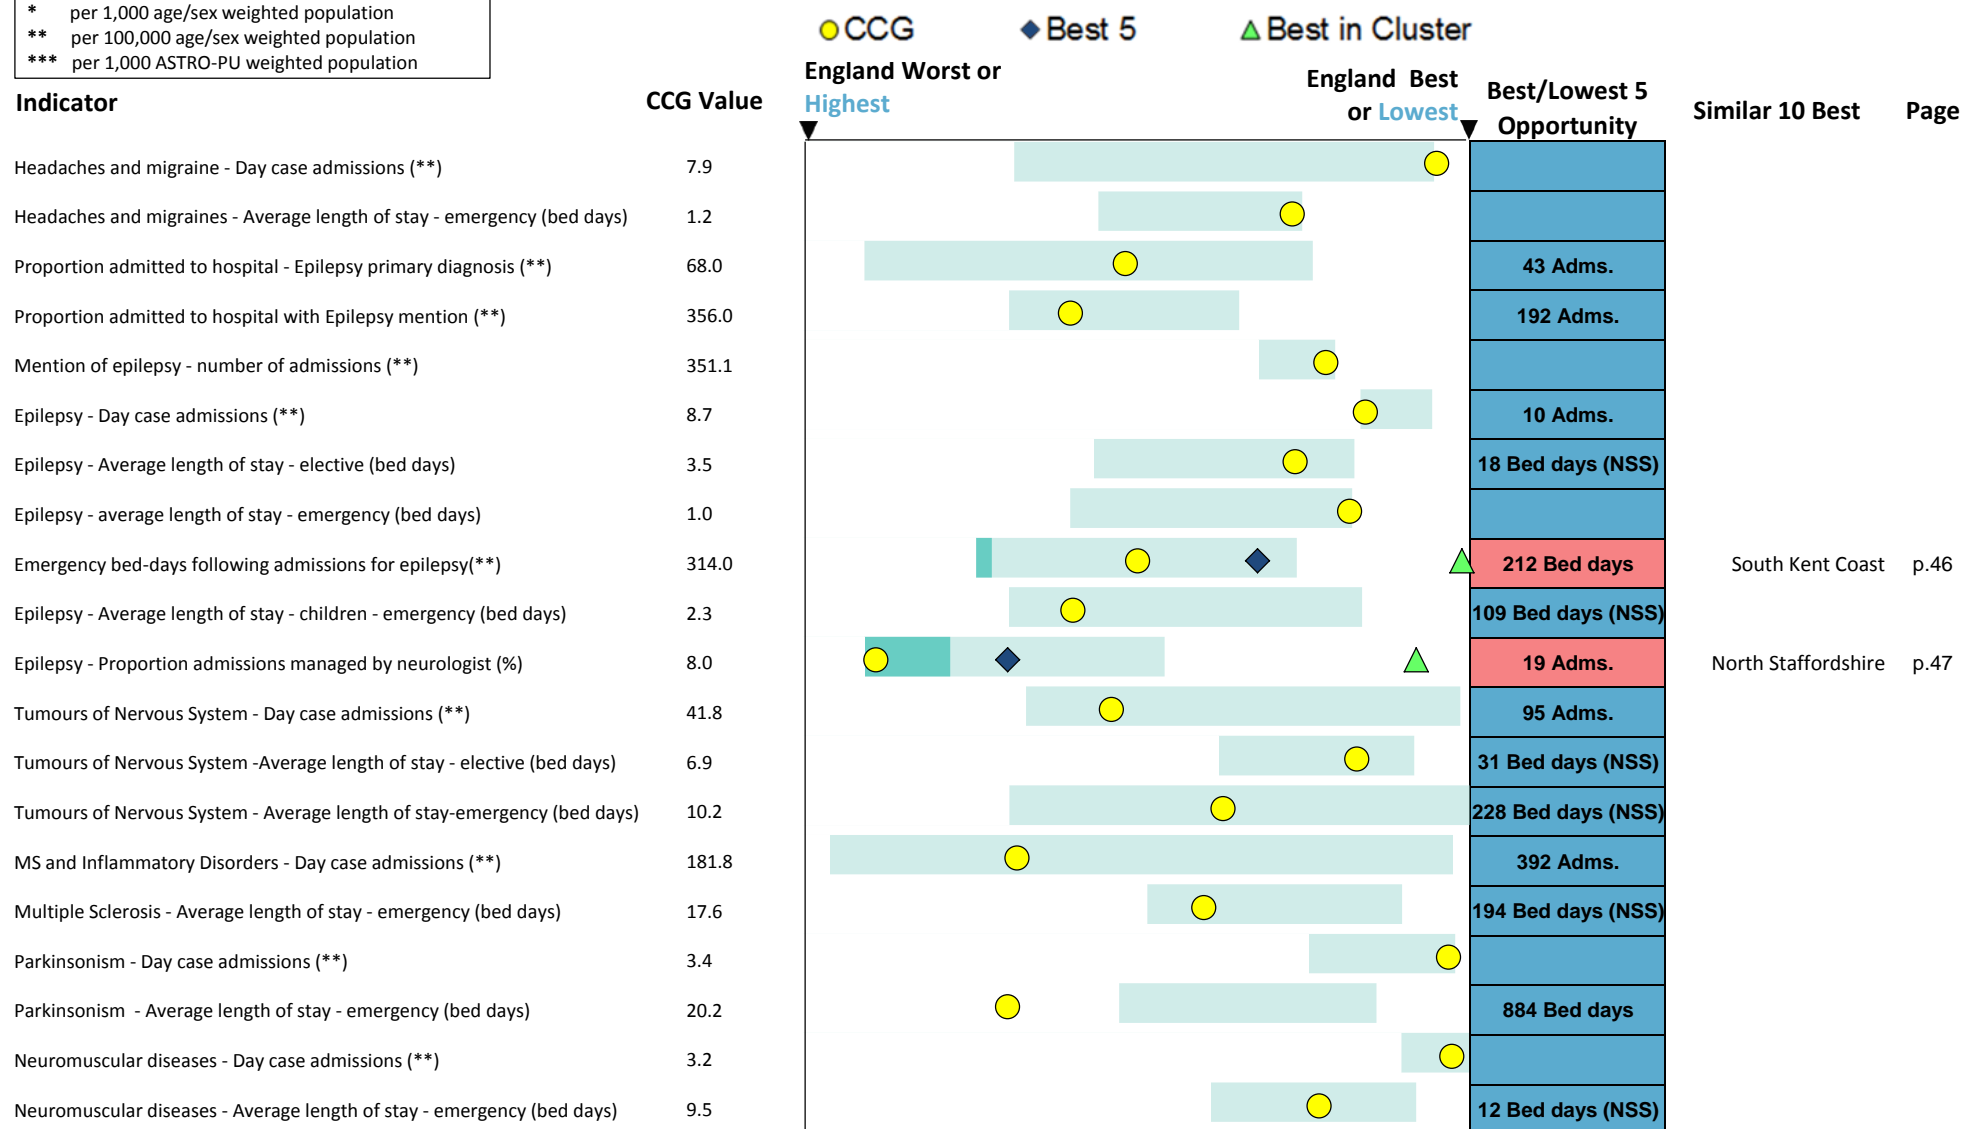 * per 1,000 age/sex weighted population
** per 100,000 age/sex weighted population
*** per 1,000 ASTRO-PU weighted population
CCG Best 5 Best in Cluster
Indicator CCG Value England Worst or Highest England Best or Lowest Best/Lowest 5 Opportunity Similar 10 Best Page
Headaches and migraine - Day case admissions (**) 7.9
Headaches and migraines - Average length of stay - emergency (bed days) 1.2
Proportion admitted to hospital - Epilepsy primary diagnosis (**) 68.0 43 Adms.
Proportion admitted to hospital with Epilepsy mention (**) 356.0 192 Adms.
Mention of epilepsy - number of admissions (**) 351.1
Epilepsy - Day case admissions (**) 8.7 10 Adms.
Epilepsy - Average length of stay - elective (bed days) 3.5 18 Bed days (NSS)
Epilepsy - average length of stay - emergency (bed days) 1.0
Emergency bed-days following admissions for epilepsy(**) 314.0 212 Bed days South Kent Coast p.46
Epilepsy - Average length of stay - children - emergency (bed days) 2.3 109 Bed days (NSS)
Epilepsy - Proportion admissions managed by neurologist (%) 8.0 19 Adms. North Staffordshire p.47
Tumours of Nervous System - Day case admissions (**) 41.8 95 Adms.
Tumours of Nervous System -Average length of stay - elective (bed days) 6.9 31 Bed days (NSS)
Tumours of Nervous System - Average length of stay-emergency (bed days) 10.2 228 Bed days (NSS)
MS and Inflammatory Disorders - Day case admissions (**) 181.8 392 Adms.
Multiple Sclerosis - Average length of stay - emergency (bed days) 17.6 194 Bed days (NSS)
Parkinsonism - Day case admissions (**) 3.4
Parkinsonism - Average length of stay - emergency (bed days) 20.2 884 Bed days
Neuromuscular diseases - Day case admissions (**) 3.2
Neuromuscular diseases - Average length of stay - emergency (bed days) 9.5 12 Bed days (NSS)